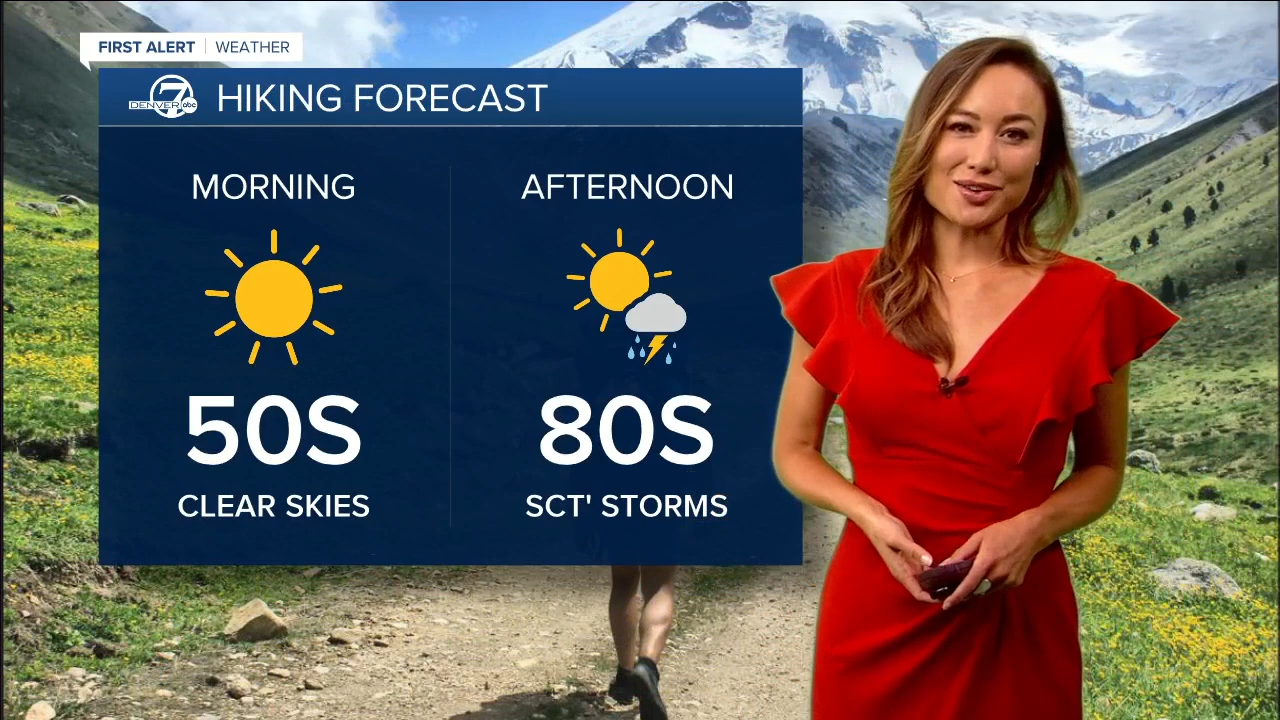 FIRST ALERT | WEATHER
DENVER 7 abc
HIKING FORECAST
MORNING
AFTERNOON
50S
80S
CLEAR SKIES
SCT' STORMS